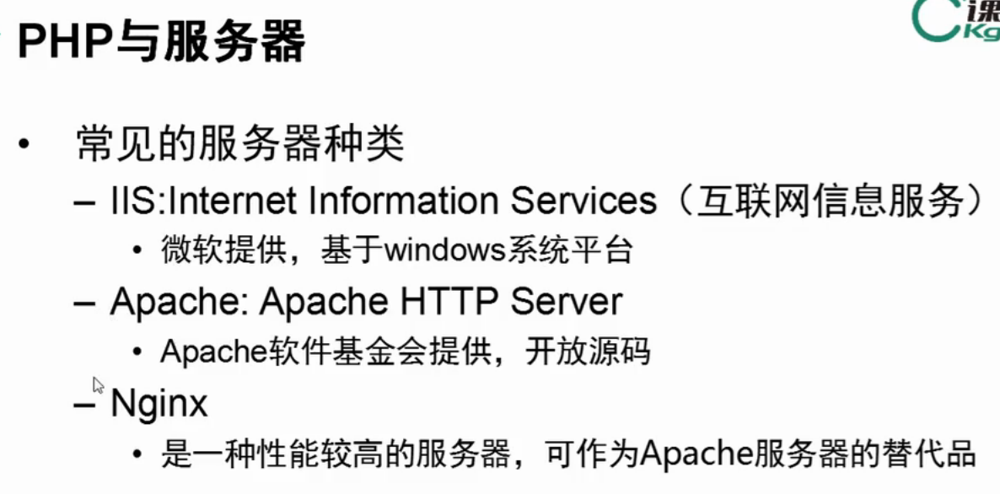 PHP与服务器
课
Kg
• 常见的服务器种类
– IIS:Internet Information Services（互联网信息服务）
• 微软提供，基于windows系统平台
– Apache: Apache HTTP Server
• Apache软件基金会提供，开放源码
– Nginx
• 是一种性能较高的服务器，可作为Apache服务器的替代品